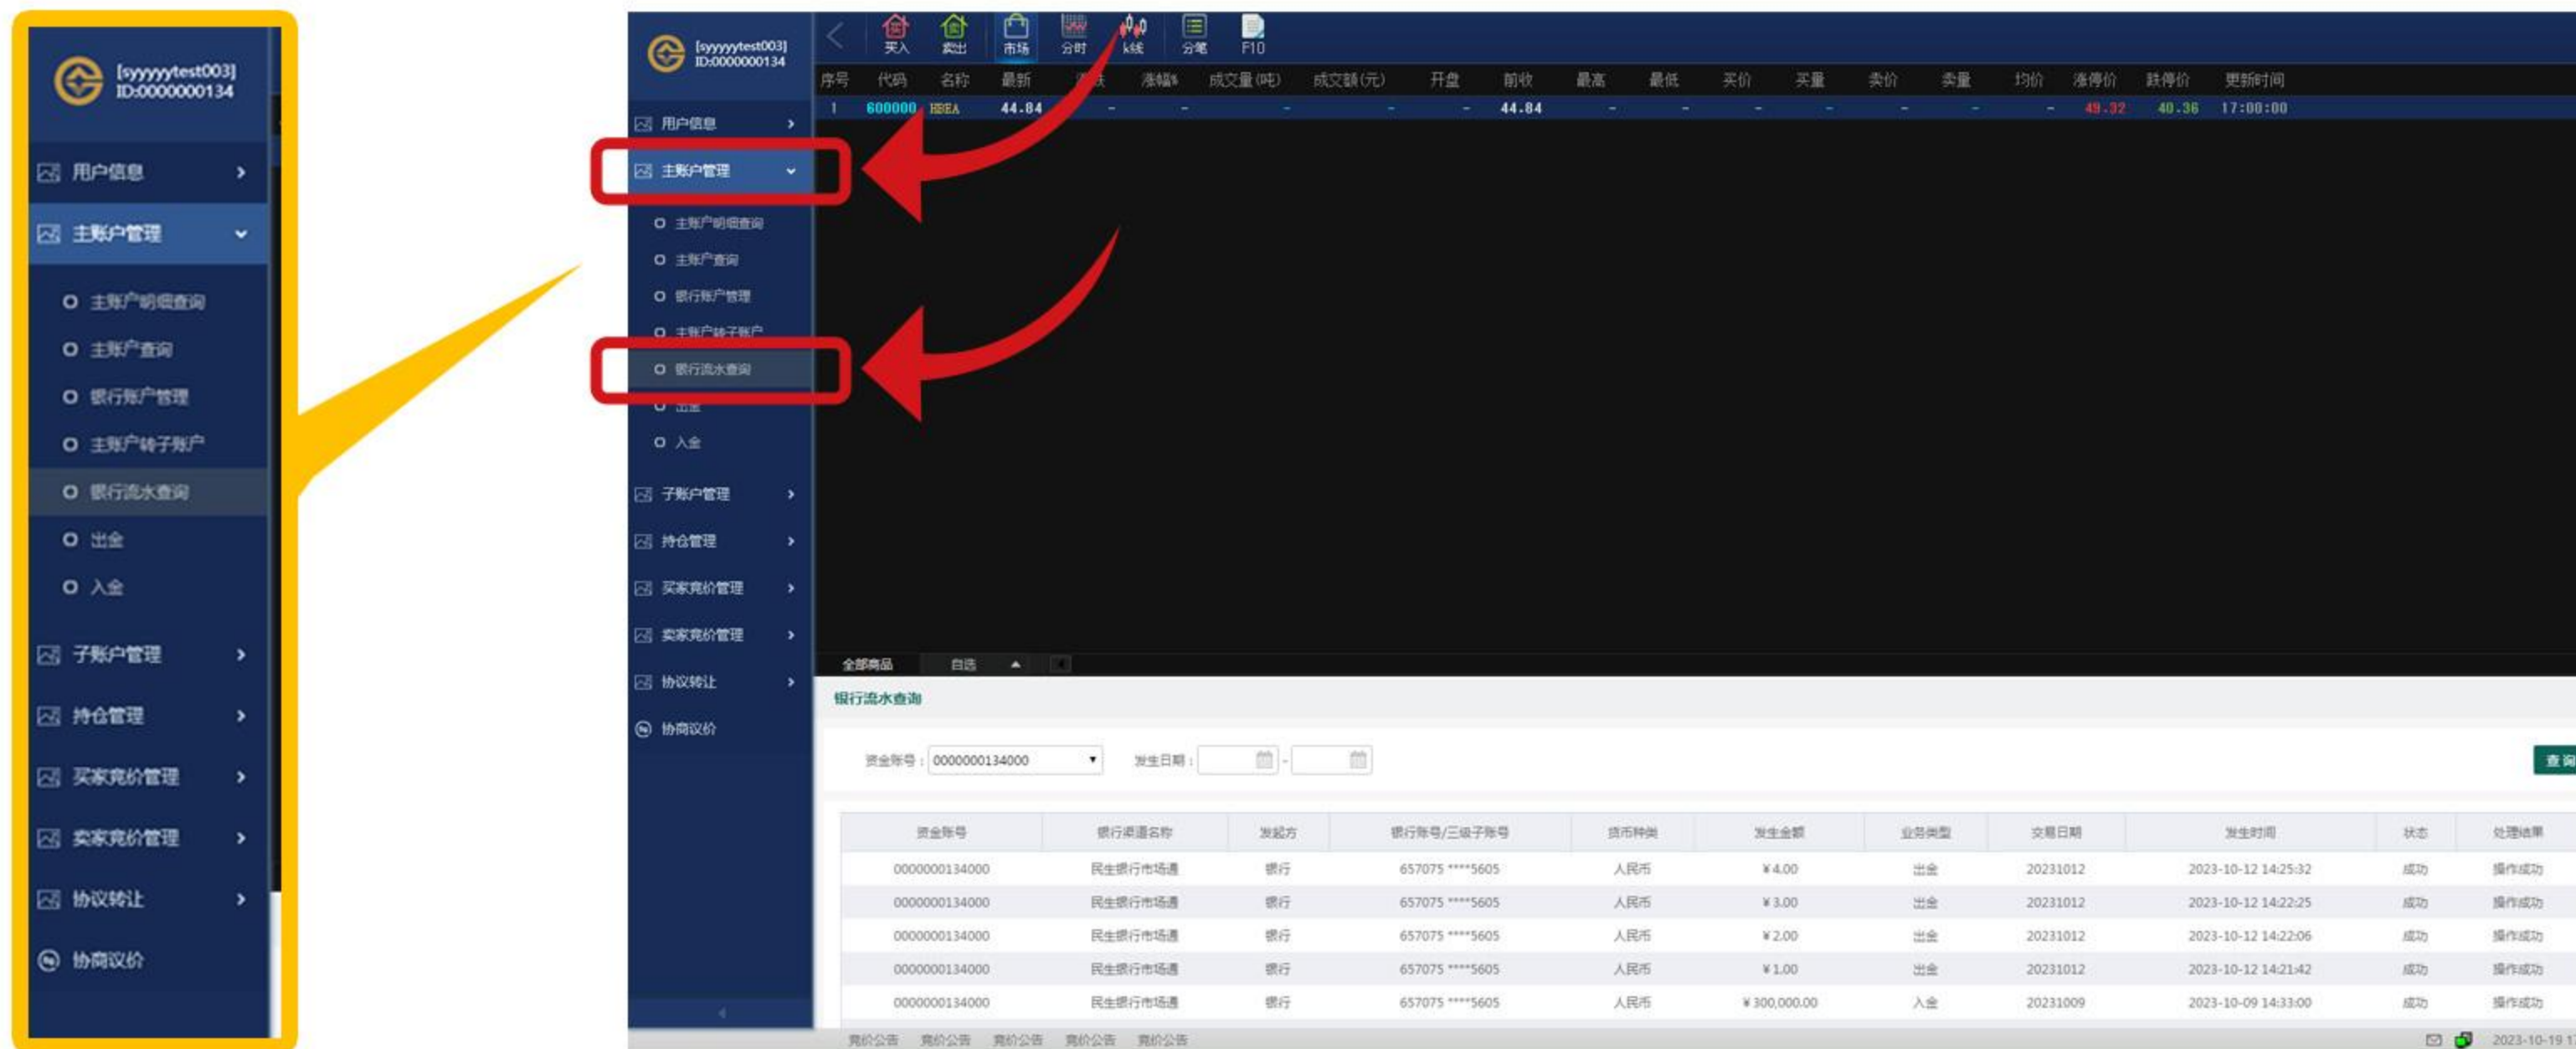 [syyyyytest003]
ID:0000000134
用户信息
主账户管理
主账户明细查询
主账户查询
银行账户管理
主账户转子账户
银行流水查询
出金
入金
子账户管理
持仓管理
买家竞价管理
卖家竞价管理
协议转让
协商议价
[syyyyytest003]
ID:0000000134
用户信息
主账户管理
主账户明细查询
主账户查询
银行账户管理
主账户转子账户
银行流水查询
出金
入金
子账户管理
持仓管理
买家竞价管理
卖家竞价管理
协议转让
协商议价
买入 卖出 市场 分时 k线 分笔 F10
序号 代码 名称 最新 涨幅% 成交量(吨) 成交额(元) 开盘 前收 最高 最低 买价 买量 卖价 卖量 均价 涨停价 跌停价 更新时间
1 600000 HBEA 44.84 - - - - - 44.84 - - - - - - - 49.32 40.36 17:00:00
全部商品 自选
银行流水查询
资金账号: 0000000134000 发生日期: - 查询
资金账号 银行渠道名称 发起方 银行账号/三级子账号 货币种类 发生金额 业务类型 交易日期 发生时间 状态 处理结果
0000000134000 民生银行市场通 银行 657075 ****5605 人民币 ¥4.00 出金 20231012 2023-10-12 14:25:32 成功 操作成功
0000000134000 民生银行市场通 银行 657075 ****5605 人民币 ¥3.00 出金 20231012 2023-10-12 14:22:25 成功 操作成功
0000000134000 民生银行市场通 银行 657075 ****5605 人民币 ¥2.00 出金 20231012 2023-10-12 14:22:06 成功 操作成功
0000000134000 民生银行市场通 银行 657075 ****5605 人民币 ¥1.00 出金 20231012 2023-10-12 14:21:42 成功 操作成功
0000000134000 民生银行市场通 银行 657075 ****5605 人民币 ¥300,000.00 入金 20231009 2023-10-09 14:33:00 成功 操作成功
竞价公告 竞价公告 竞价公告 竞价公告 竞价公告 2023-10-19